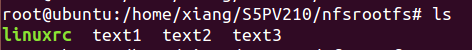 root@ubuntu:/home/xiang/S5PV210/nfsrootfs# ls
linuxrc  text1  text2  text3